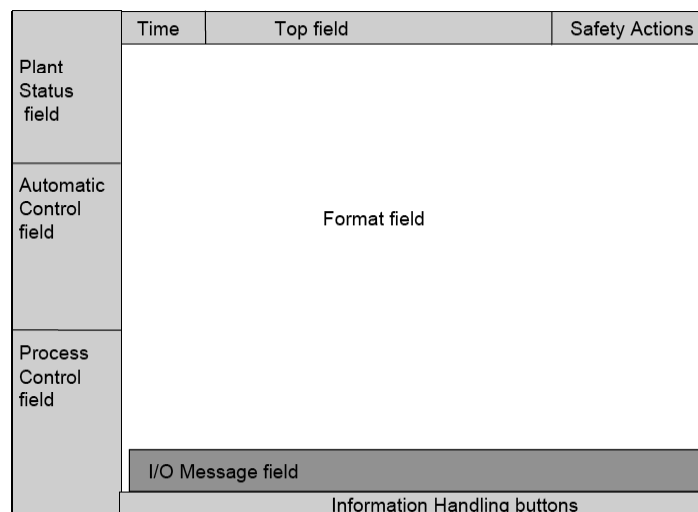 Time
Top field
Safety Actions
Plant
Status
field
Automatic
Control
field
Format field
Process
Control
field
I/O Message field
Information Handling buttons